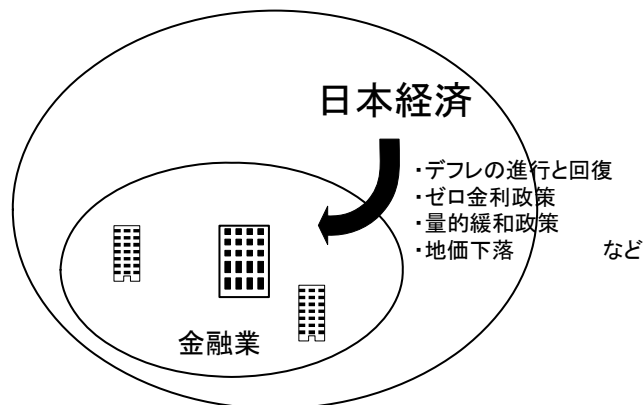 日本経済
・デフレの進行と回復
・ゼロ金利政策
・量的緩和政策
・地価下落 など
金融業